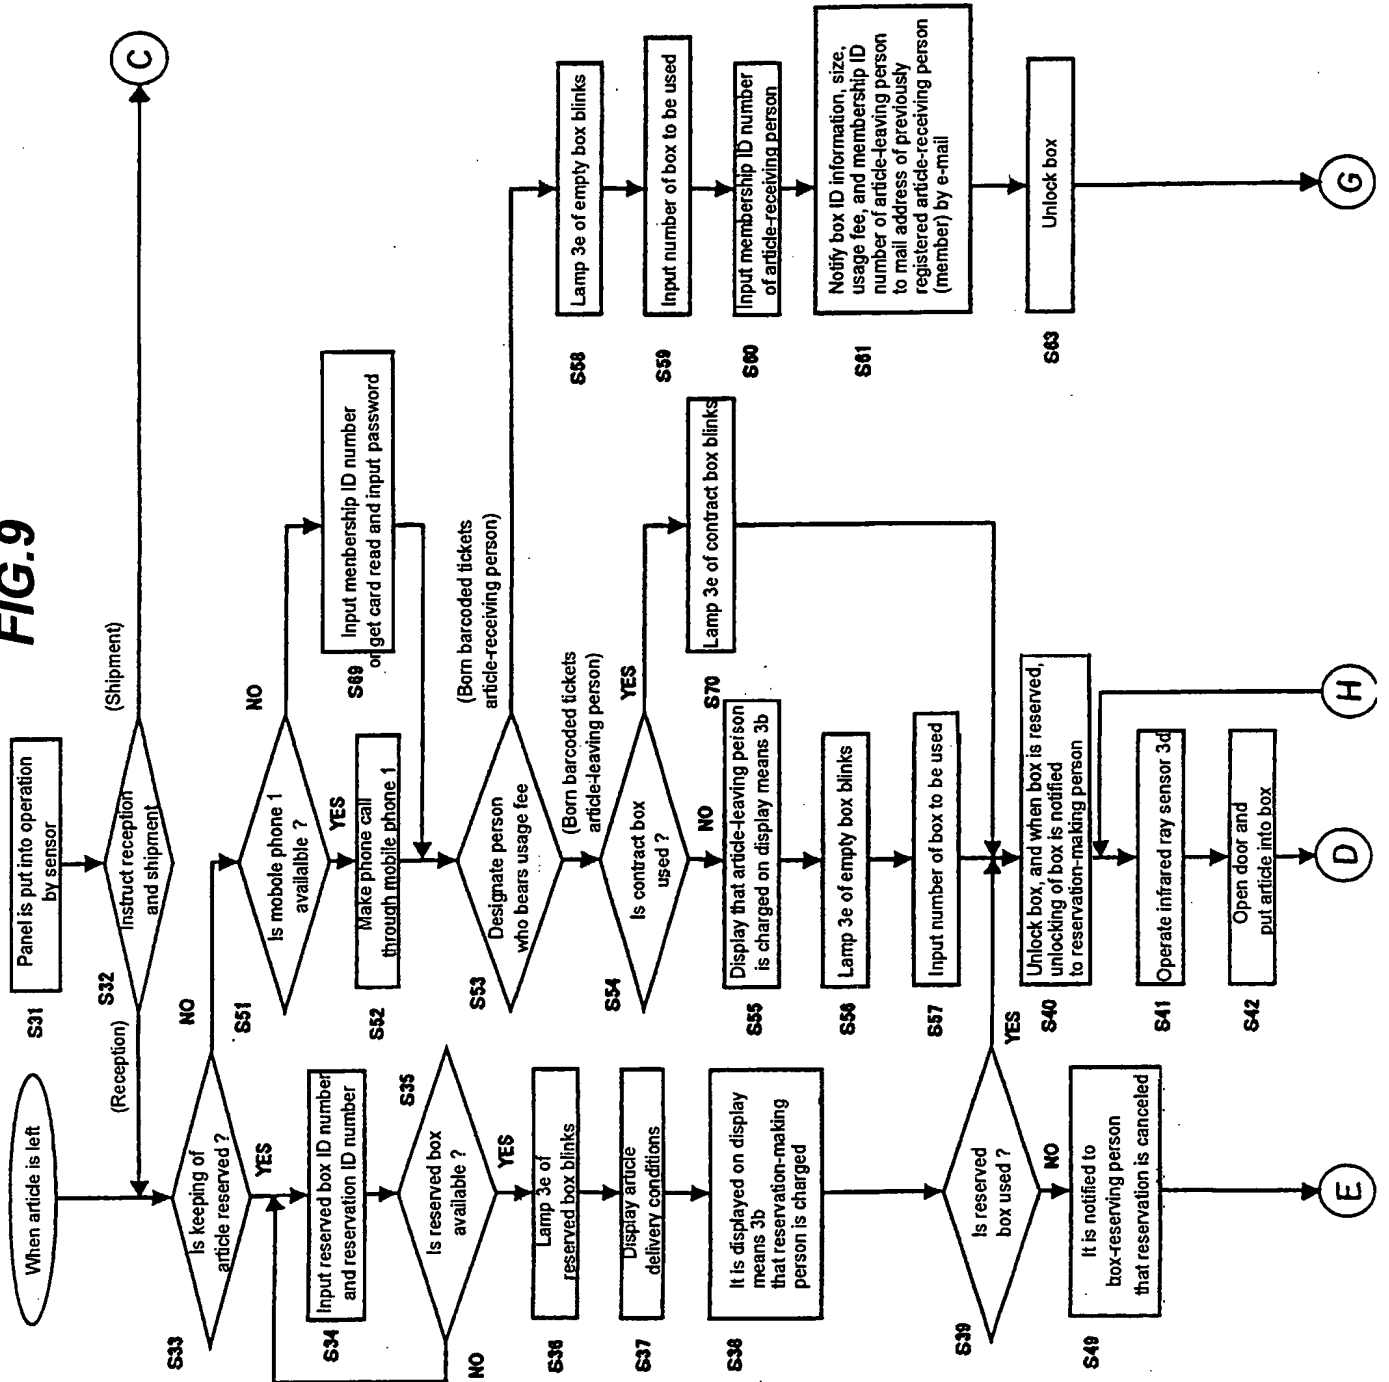 FIG.9
When article is left
S31
Panel is put into operation
by sensor
S32
Instruct reception
and shipment
(Reception)
(Shipment)
C
S33
Is keeping of
article reserved ?
NO
YES
S34
Input reserved box ID number
and reservation ID number
S35
Is reserved box
available ?
NO
YES
S36
Lamp 3e of
reserved box blinks
S37
Display article
delivery conditions
S38
It is displayed on display
means 3b
that reservation-making
person is charged
S39
Is reserved
box used ?
YES
NO
S49
It is notified to
box-reserving person
that reservation is canceled
E
S51
Is mobole phone 1
availalble ?
NO
YES
S52
Make phone call
through mobile phone 1
S69
Input menbership ID number
or get card read and input password
S53
Designate person
who bears usage fee
(Born barcoded tickets
article-receiving person)
(Born barcoded tickets
article-leaving person)
S54
Is contract box
used ?
YES
NO
S70
Lamp 3e of contract box blinks
S55
Display that article-leaving person
is charged on display means 3b
S56
Lamp 3e of empty box blinks
S57
Input number of box to be used
S40
Unlock box, and when box is reserved,
unlocking of box is notified
to reservation-making person
S41
Operate infrared ray sensor 3d
S42
Open door and
put article into box
D
H
S58
Lamp 3e of empty box blinks
S59
Input number of box to be used
S60
Input membership ID number
of article-receiving person
S61
Notify box ID information, size,
usage fee, and membership ID
number of article-leaving person
to mail address of previously
registered article-receiving person
(member) by e-mail
S63
Unlock box
G